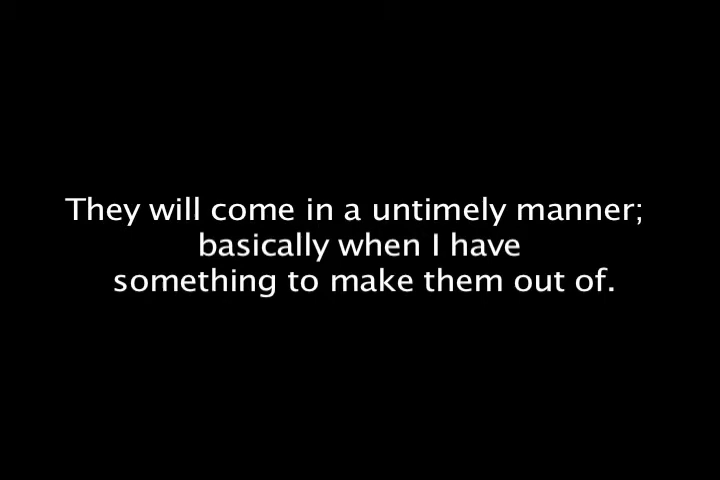 They will come in a untimely manner;
basically when I have
something to make them out of.